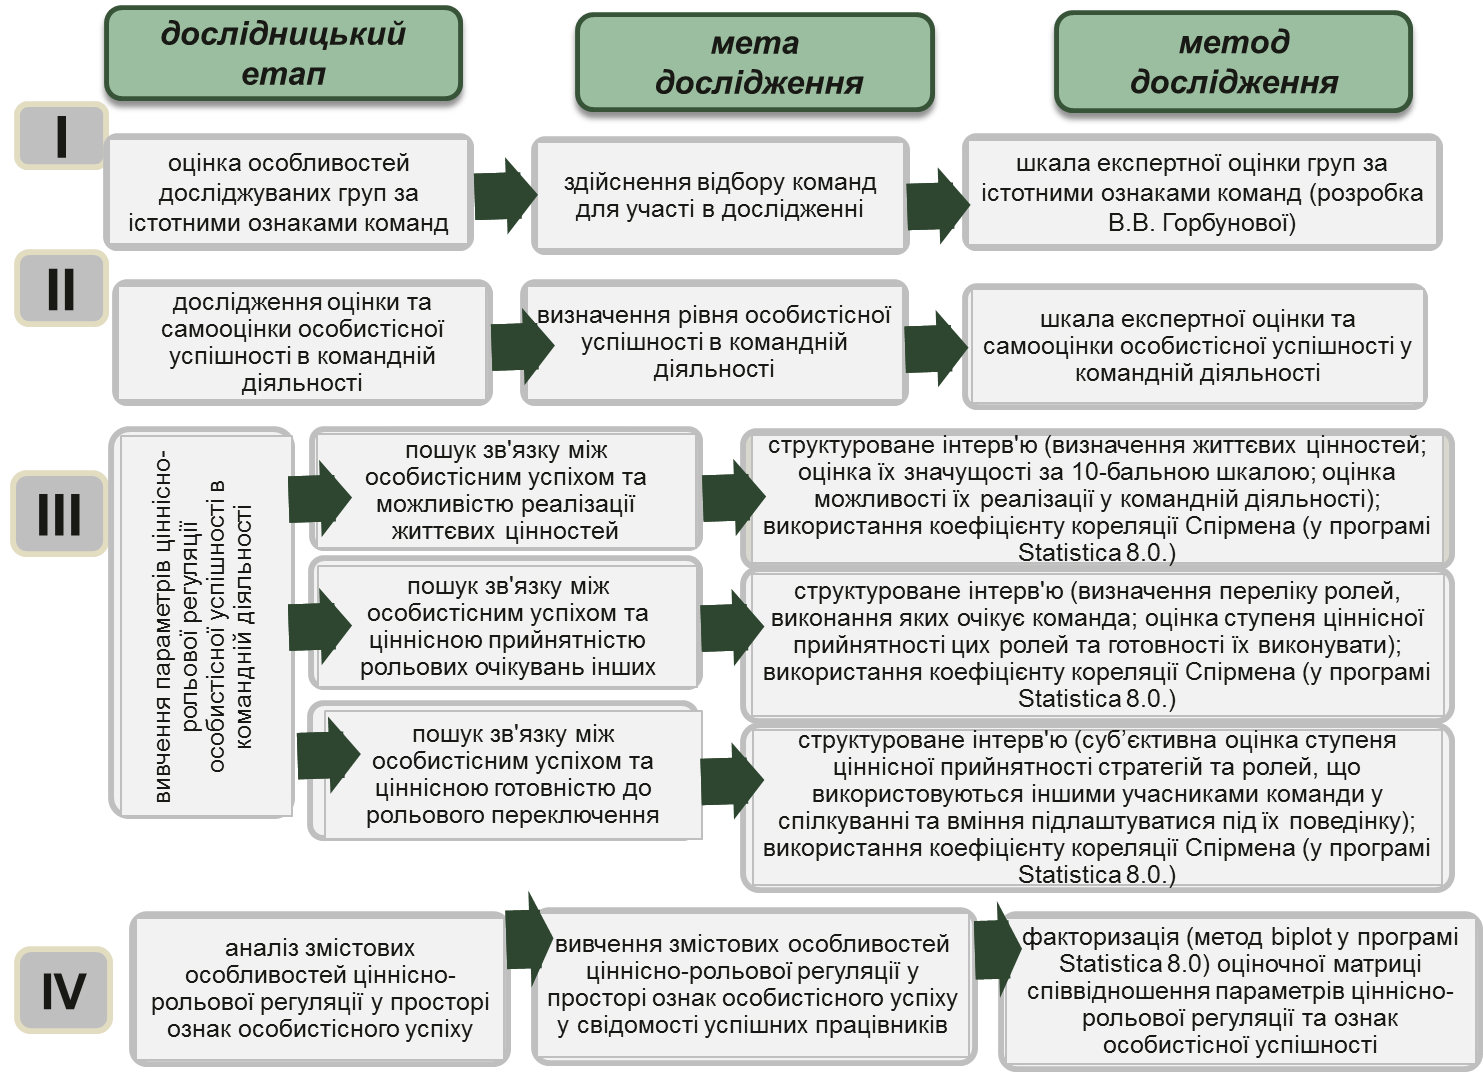 дослідницький
етап
мета
дослідження
метод
дослідження
I
оцінка особливостей
досліджуваних груп за
істотними ознаками команд
здійснення відбору команд
для участі в дослідженні
шкала експертної оцінки груп за
істотними ознаками команд (розробка
В.В. Горбунової)
II
дослідження оцінки та
самооцінки особистісної
успішності в командній
діяльності
визначення рівня особистісної
успішності в командній
діяльності
шкала експертної оцінки та
самооцінки особистісної успішності у
командній діяльності
III
вивчення параметрів ціннісно-
рольової регуляції
особистісної успішності в
командній діяльності
пошук зв'язку між
особистісним успіхом та
можливістю реалізації
життєвих цінностей
структуроване інтерв'ю (визначення життєвих цінностей;
оцінка їх значущості за 10-бальною шкалою; оцінка
можливості їх реалізації у командній діяльності);
використання коефіцієнту кореляції Спірмена (у програмі
Statistica 8.0.)
пошук зв'язку між
особистісним успіхом та
ціннісною прийнятністю
рольових очікувань інших
структуроване інтерв'ю (визначення переліку ролей,
виконання яких очікує команда; оцінка ступеня ціннісної
прийнятності цих ролей та готовності їх виконувати);
використання коефіцієнту кореляції Спірмена (у програмі
Statistica 8.0.)
пошук зв'язку між
особистісним успіхом та
ціннісною готовністю до
рольового переключення
структуроване інтерв'ю (суб’єктивна оцінка ступеня
ціннісної прийнятності стратегій та ролей, що
використовуються іншими учасниками команди у
спілкуванні та вміння підлаштуватися під їх поведінку);
використання коефіцієнту кореляції Спірмена (у програмі
Statistica 8.0.)
IV
аналіз змістових
особливостей ціннісно-
рольової регуляції у просторі
ознак особистісного успіху
вивчення змістових особливостей
ціннісно-рольової регуляції у
просторі ознак особистісного успіху
у свідомості успішних працівників
факторизація (метод biplot у програмі
Statistica 8.0) оціночної матриці
співвідношення параметрів ціннісно-
рольової регуляції та ознак
особистісної успішності